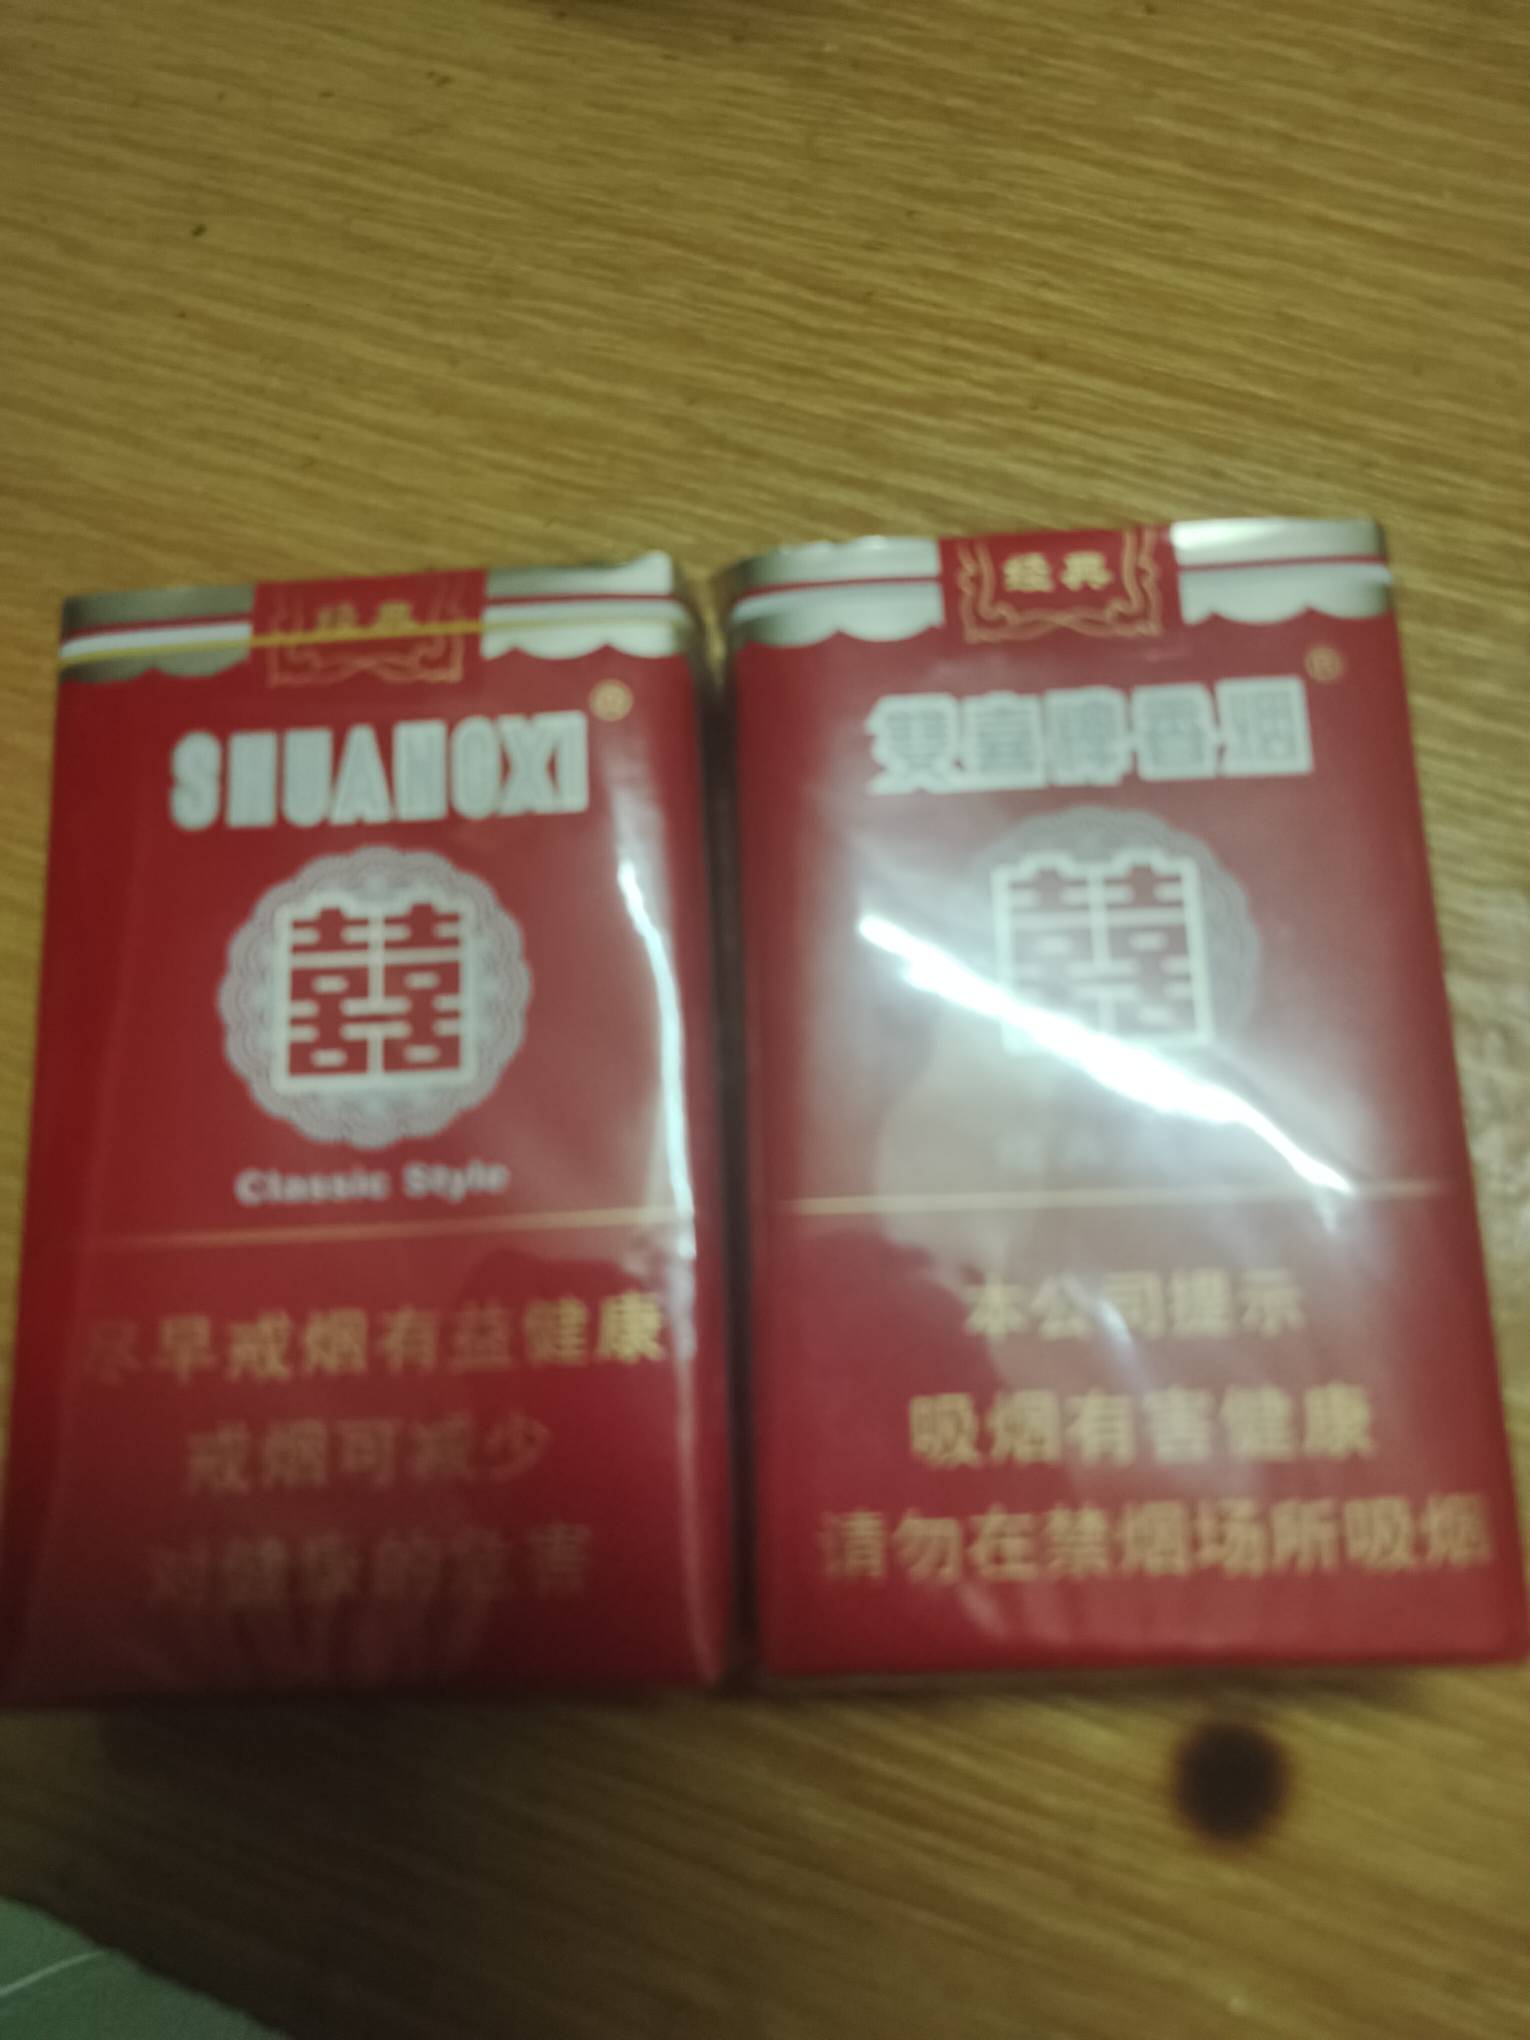 经典
SHUANGXI®
囍
Classic Style
尽早戒烟有益健康
戒烟可减少
对健康的危害
经典
雙喜牌香烟®
囍
本公司提示
吸烟有害健康
请勿在禁烟场所吸烟